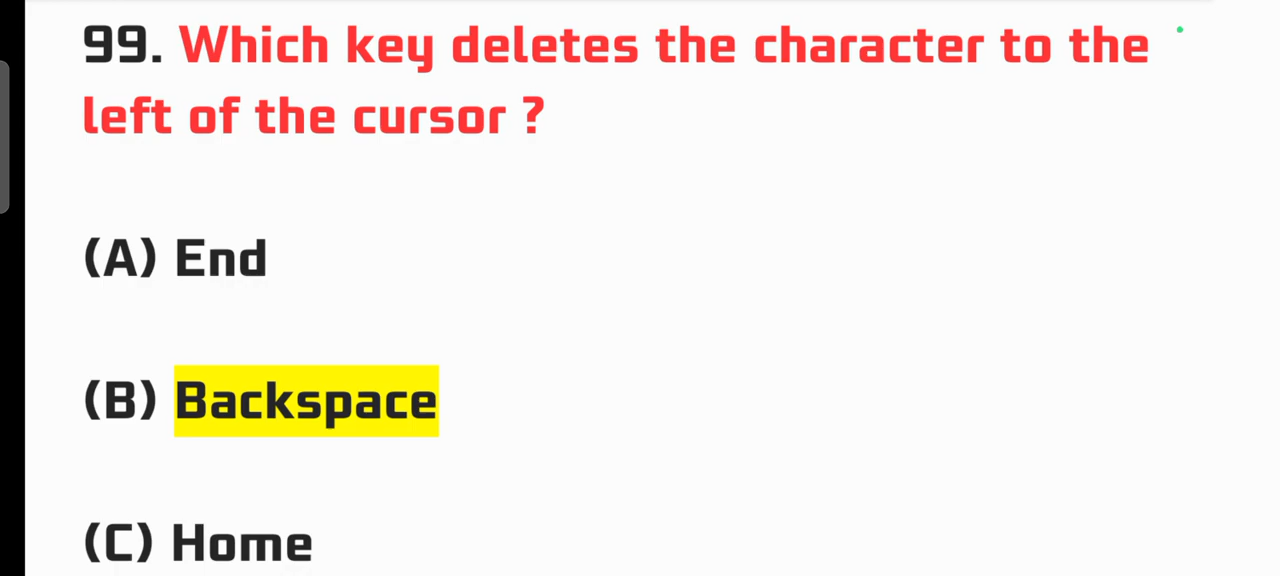 99. Which key deletes the character to the
left of the cursor ?
(A) End
(B) Backspace
(C) Home